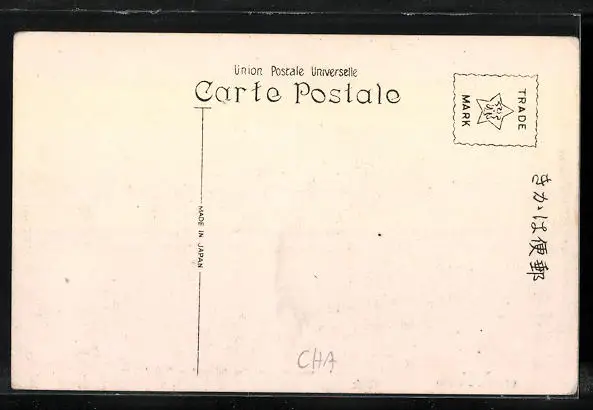 Union Postale Universelle
Carte Postale
TRADE
MARK
郵便はかき
MADE IN JAPAN
CHA